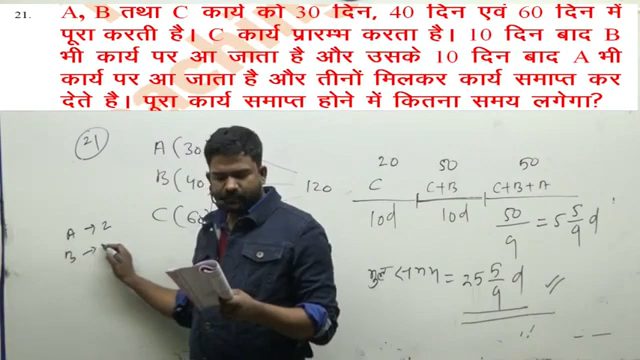 21. A, B तथा C कार्य को 30 दिन, 40 दिन एवं 60 दिन में
पूरा करती है। C कार्य प्रारम्भ करता है। 10 दिन बाद B
भी कार्य पर आ जाता है और उसके 10 दिन बाद A भी
कार्य पर आ जाता है और तीनों मिलकर कार्य समाप्त कर
देते है। पूरा कार्य समाप्त होने में कितना समय लगेगा?
21
A (30
B (40
C (60)
120
A → 2
B →
20 50 50
C C+B C+B+A
10d 10d 50/9 = 5 5/9 d
कुल समय = 25 5/9 d